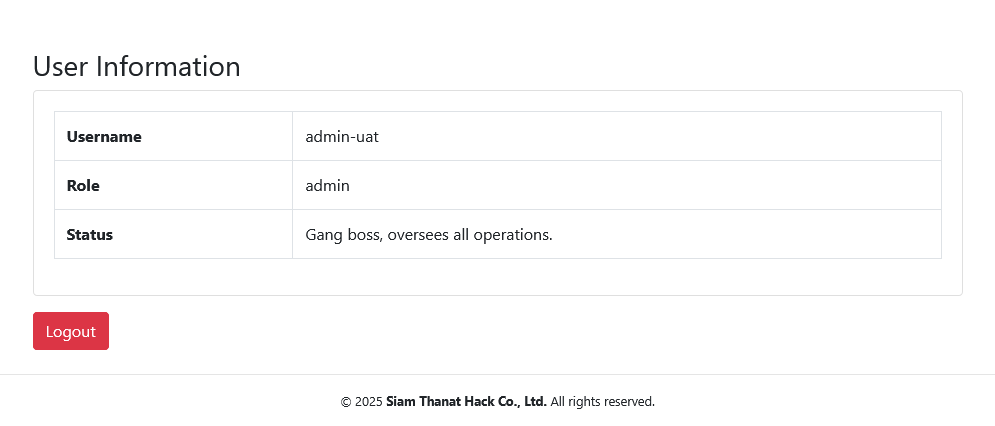 User Information
Username admin-uat
Role admin
Status Gang boss, oversees all operations.
Logout
© 2025 Siam Thanat Hack Co., Ltd. All rights reserved.